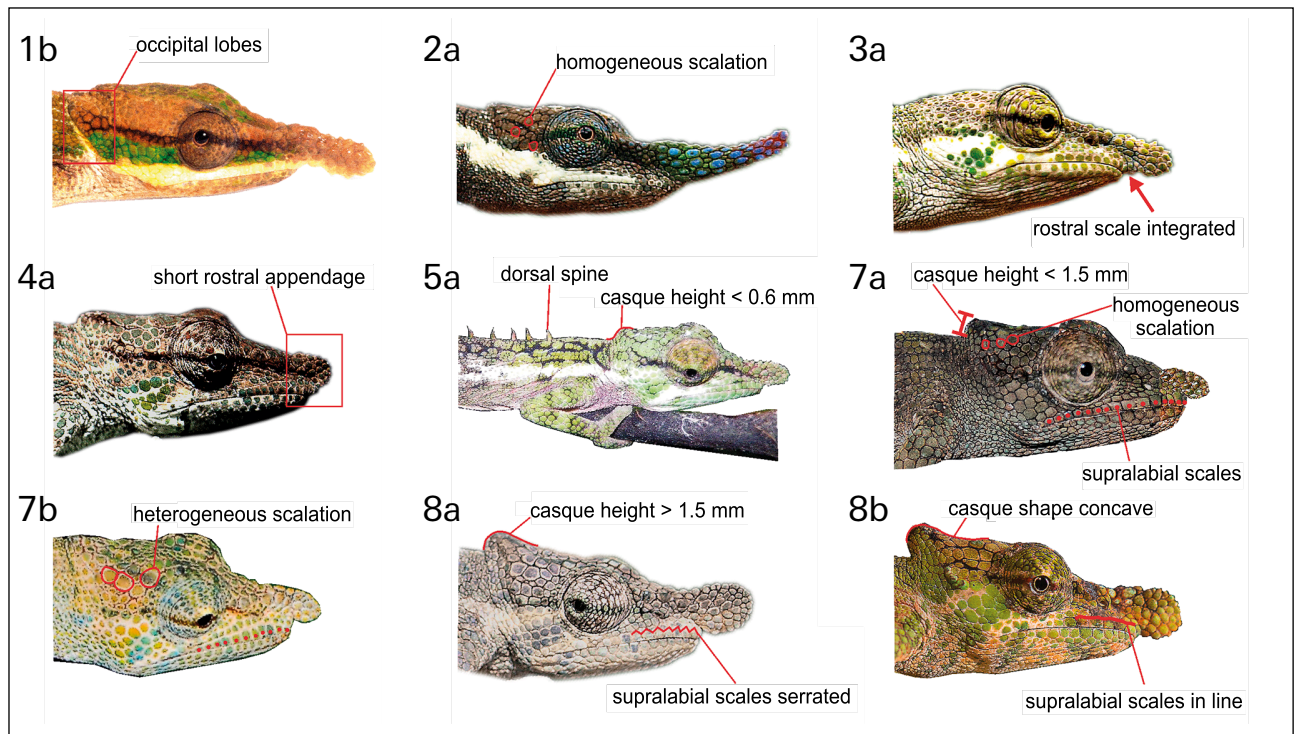 1b
occipital lobes
2a
homogeneous scalation
3a
rostral scale integrated
4a
short rostral appendage
5a
dorsal spine
casque height < 0.6 mm
7a
casque height < 1.5 mm
homogeneous
scalation
supralabial scales
7b
heterogeneous scalation
8a
casque height > 1.5 mm
supralabial scales serrated
8b
casque shape concave
supralabial scales in line